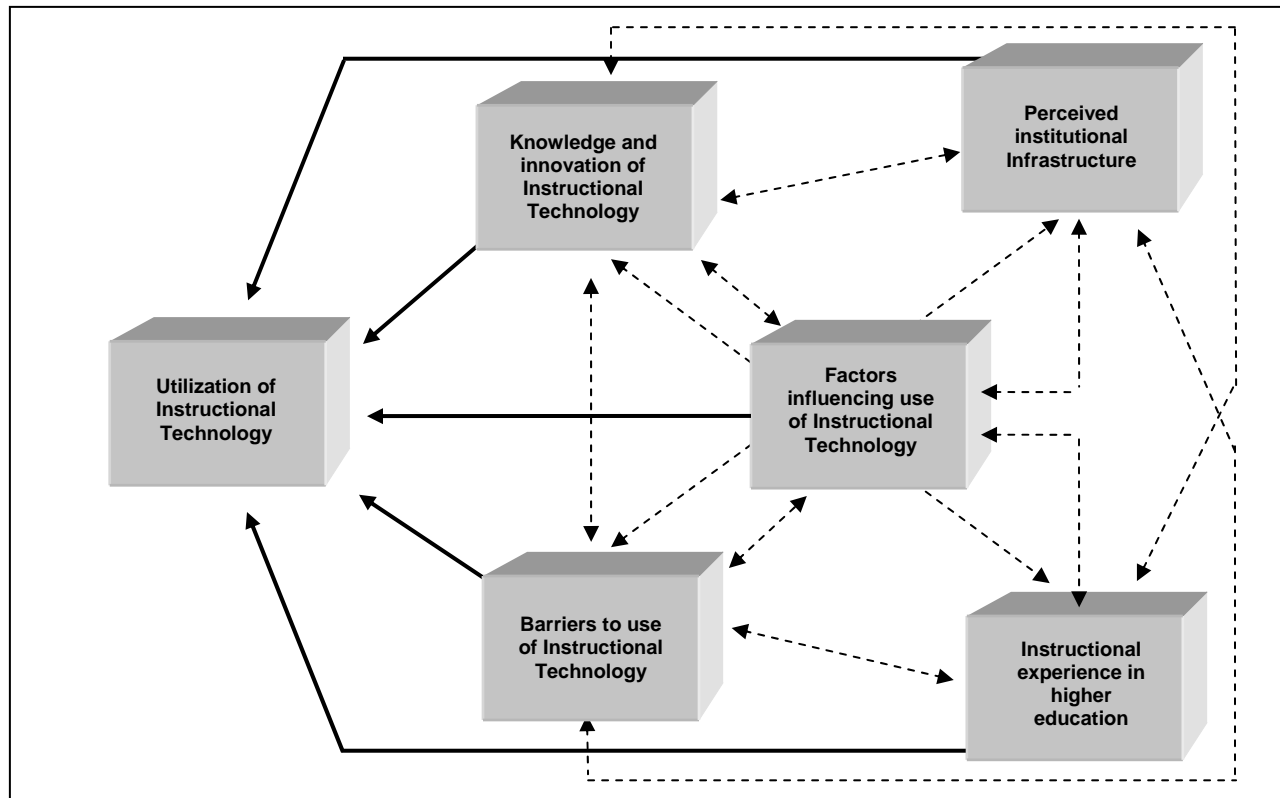 Knowledge and
innovation of
Instructional
Technology
Perceived
institutional
Infrastructure
Utilization of
Instructional
Technology
Factors
influencing use
of Instructional
Technology
Barriers to use
of Instructional
Technology
Instructional
experience in
higher
education